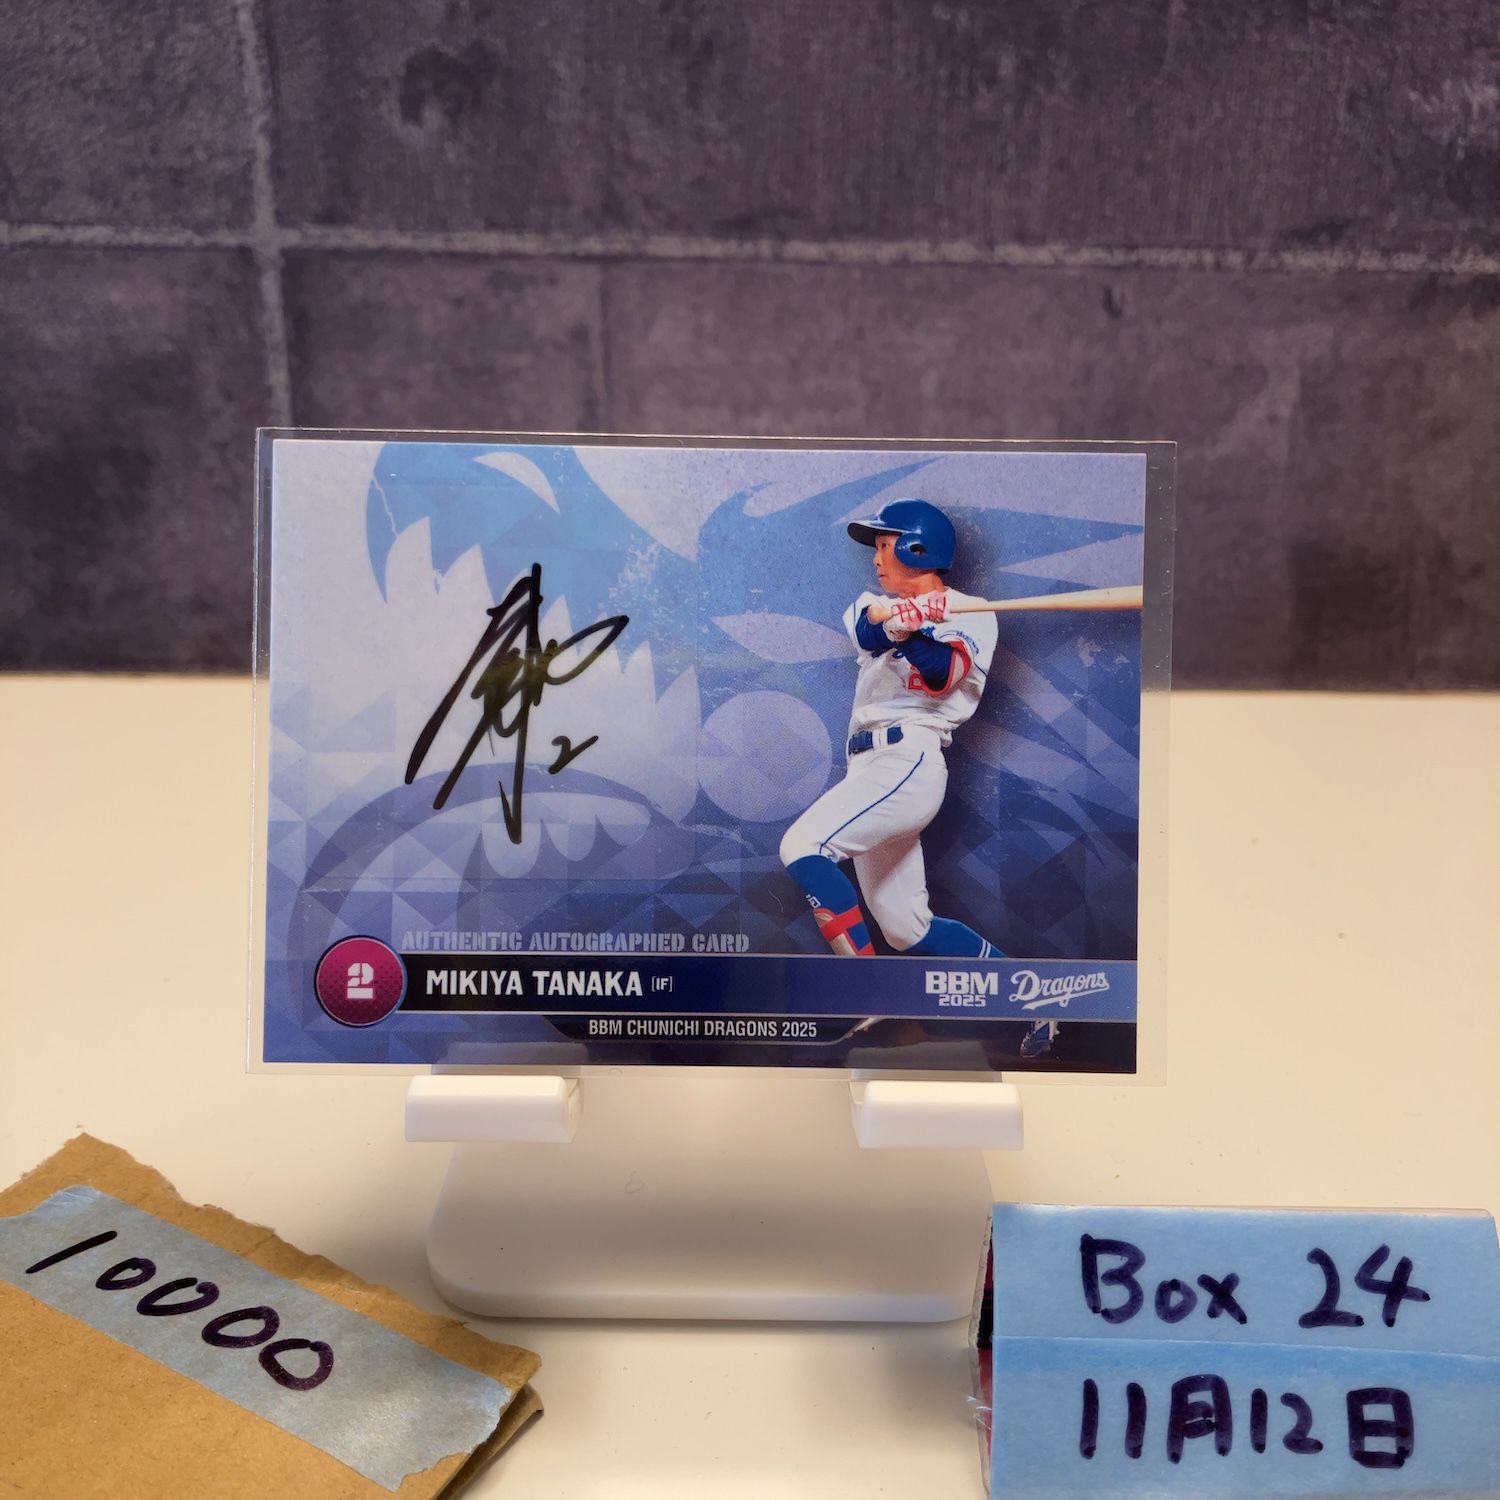 AUTHENTIC AUTOGRAPHED CARD
2
MIKIYA TANAKA [IF]
BBM
2025
Dragons
BBM CHUNICHI DRAGONS 2025
2
10000
Box 24
11月12日